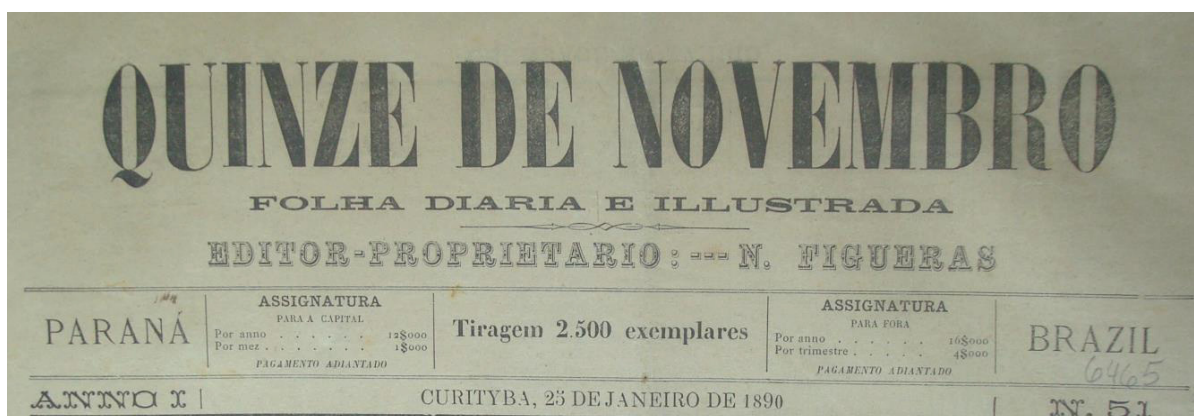 QUINZE DE NOVEMBRO
FOLHA DIARIA E ILLUSTRADA
EDITOR-PROPRIETARIO: --- N. FIGUERAS
PARANÁ
ASSIGNATURA
PARA A CAPITAL
Por anno . . . . . . 12$000
Por mez . . . . . . . 1$000
PAGAMENTO ADIANTADO
Tiragem 2.500 exemplares
ASSIGNATURA
PARA FORA
Por anno . . . . . . 16$000
Por trimestre . . . . . 4$000
PAGAMENTO ADIANTADO
BRAZIL
6465
ANNO I
CURITYBA, 25 DE JANEIRO DE 1890
N. 51